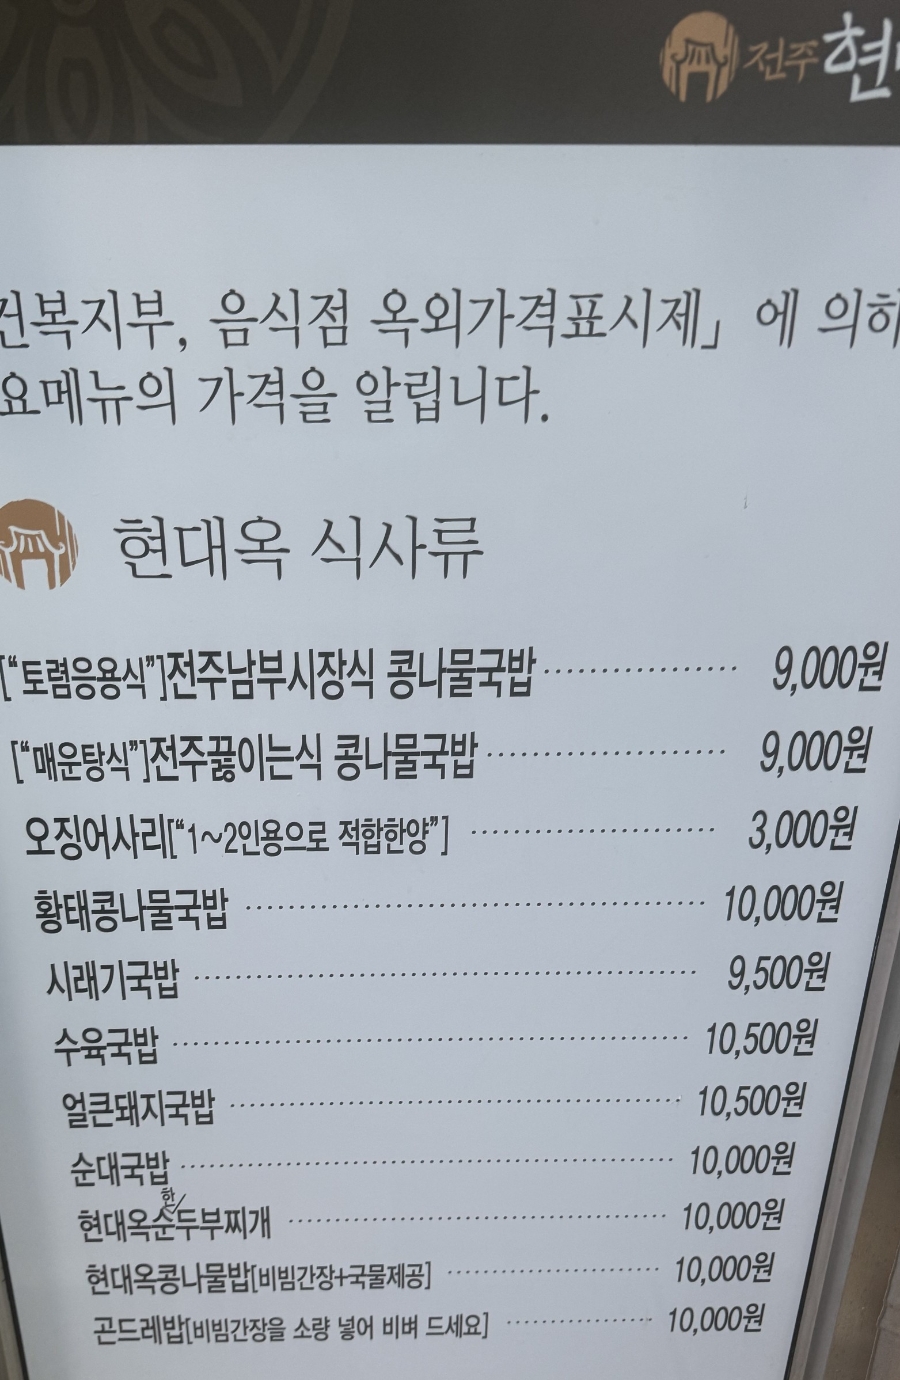 전주 현
건복지부, 음식점 옥외가격표시제」에 의하
요메뉴의 가격을 알립니다.
현대옥 식사류
[“토렴응용식”]전주남부시장식 콩나물국밥 9,000원
[“매운탕식”]전주끓이는식 콩나물국밥 9,000원
오징어사리[“1~2인용으로 적합한양”] 3,000원
황태콩나물국밥 10,000원
시래기국밥 9,500원
수육국밥 10,500원
얼큰돼지국밥 10,500원
순대국밥 10,000원
한
현대옥순두부찌개 10,000원
현대옥콩나물밥[비빔간장+국물제공] 10,000원
곤드레밥[비빔간장을 소량 넣어 비벼 드세요] 10,000원